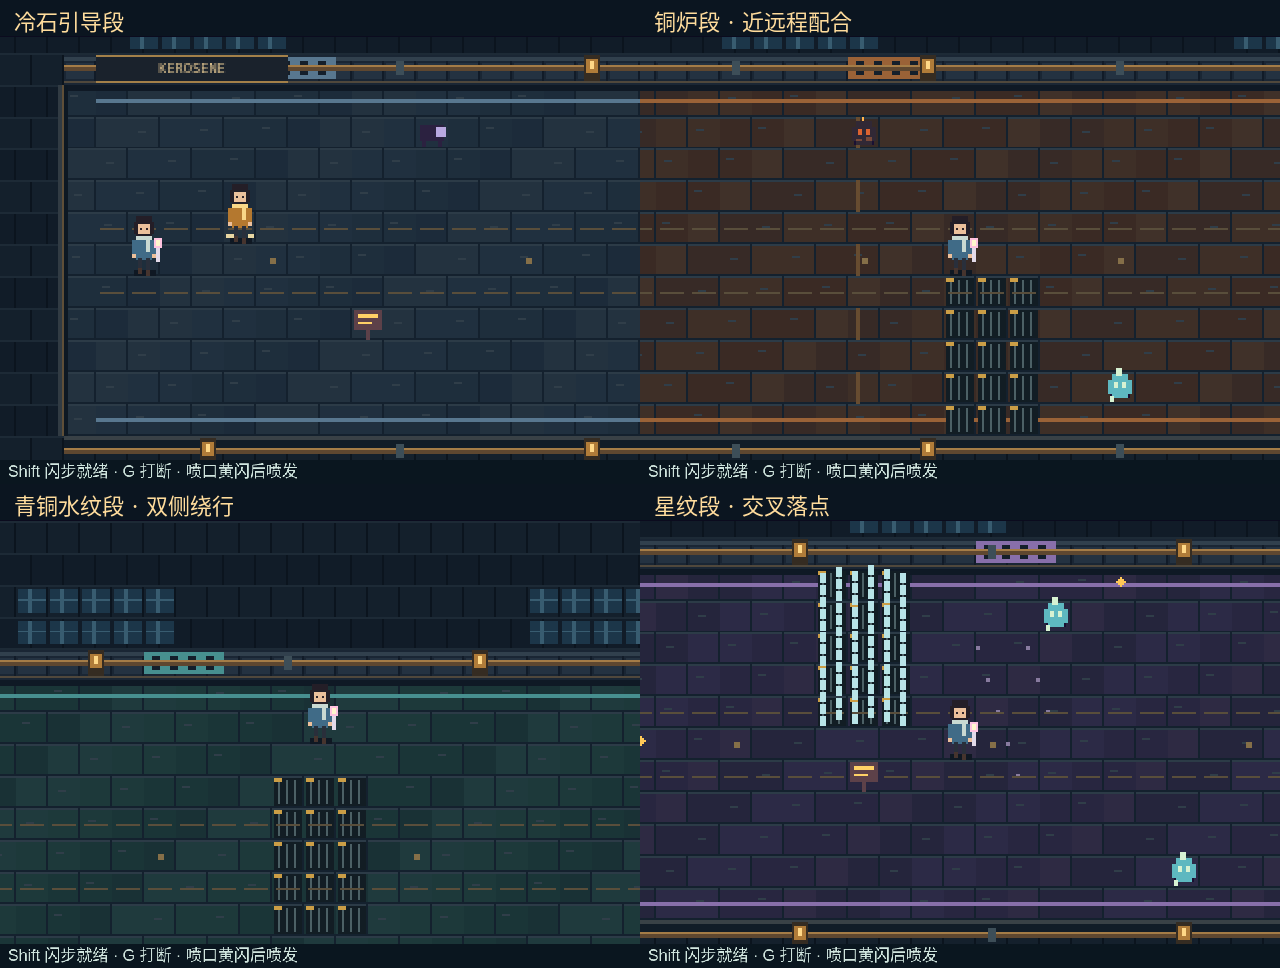 冷石引导段
KEROSENE
Shift 闪步就绪 · G 打断 · 喷口黄闪后喷发
铜炉段 · 近远程配合
Shift 闪步就绪 · G 打断 · 喷口黄闪后喷发
青铜水纹段 · 双侧绕行
Shift 闪步就绪 · G 打断 · 喷口黄闪后喷发
星纹段 · 交叉落点
Shift 闪步就绪 · G 打断 · 喷口黄闪后喷发